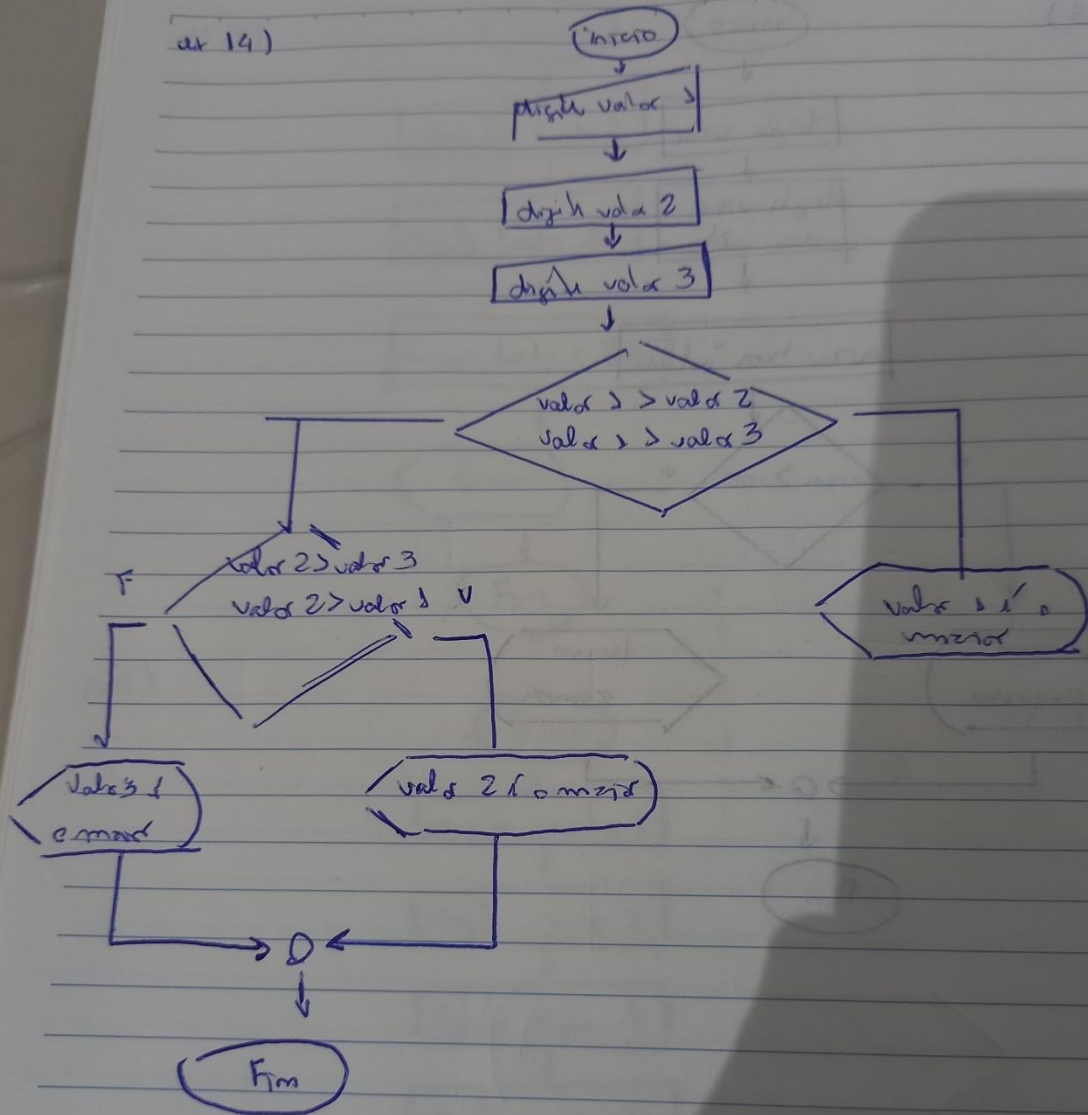 ex 14)
início
digite valor 1
digite valor 2
digite valor 3
valor 1 > valor 2
valor 1 > valor 3
valor 2 > valor 3
F
valor 2 > valor 1 V
valor 1 é o
maior
valor 3 é
o maior
valor 2 é o maior
Fim